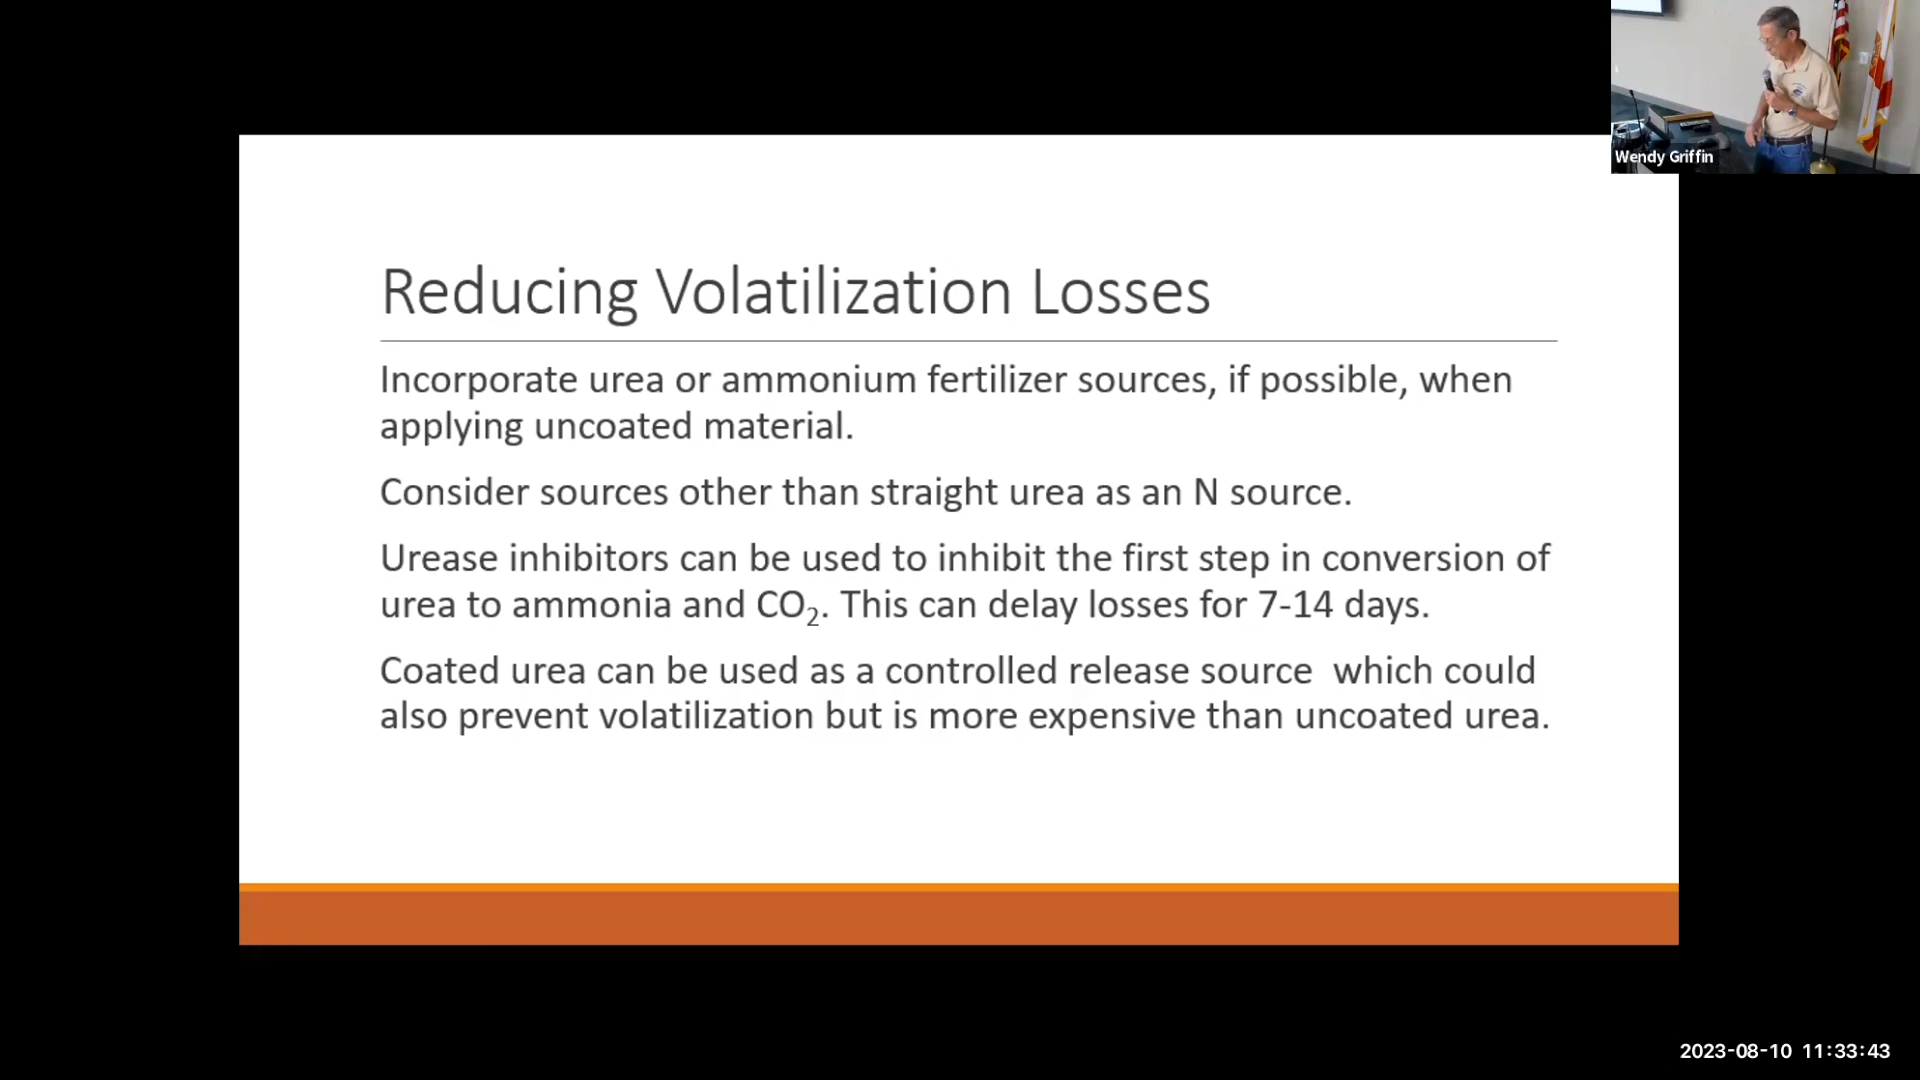 Wendy Griffin
Reducing Volatilization Losses
Incorporate urea or ammonium fertilizer sources, if possible, when
applying uncoated material.
Consider sources other than straight urea as an N source.
Urease inhibitors can be used to inhibit the first step in conversion of
urea to ammonia and CO₂. This can delay losses for 7-14 days.
Coated urea can be used as a controlled release source  which could
also prevent volatilization but is more expensive than uncoated urea.
2023-08-10 11:33:43